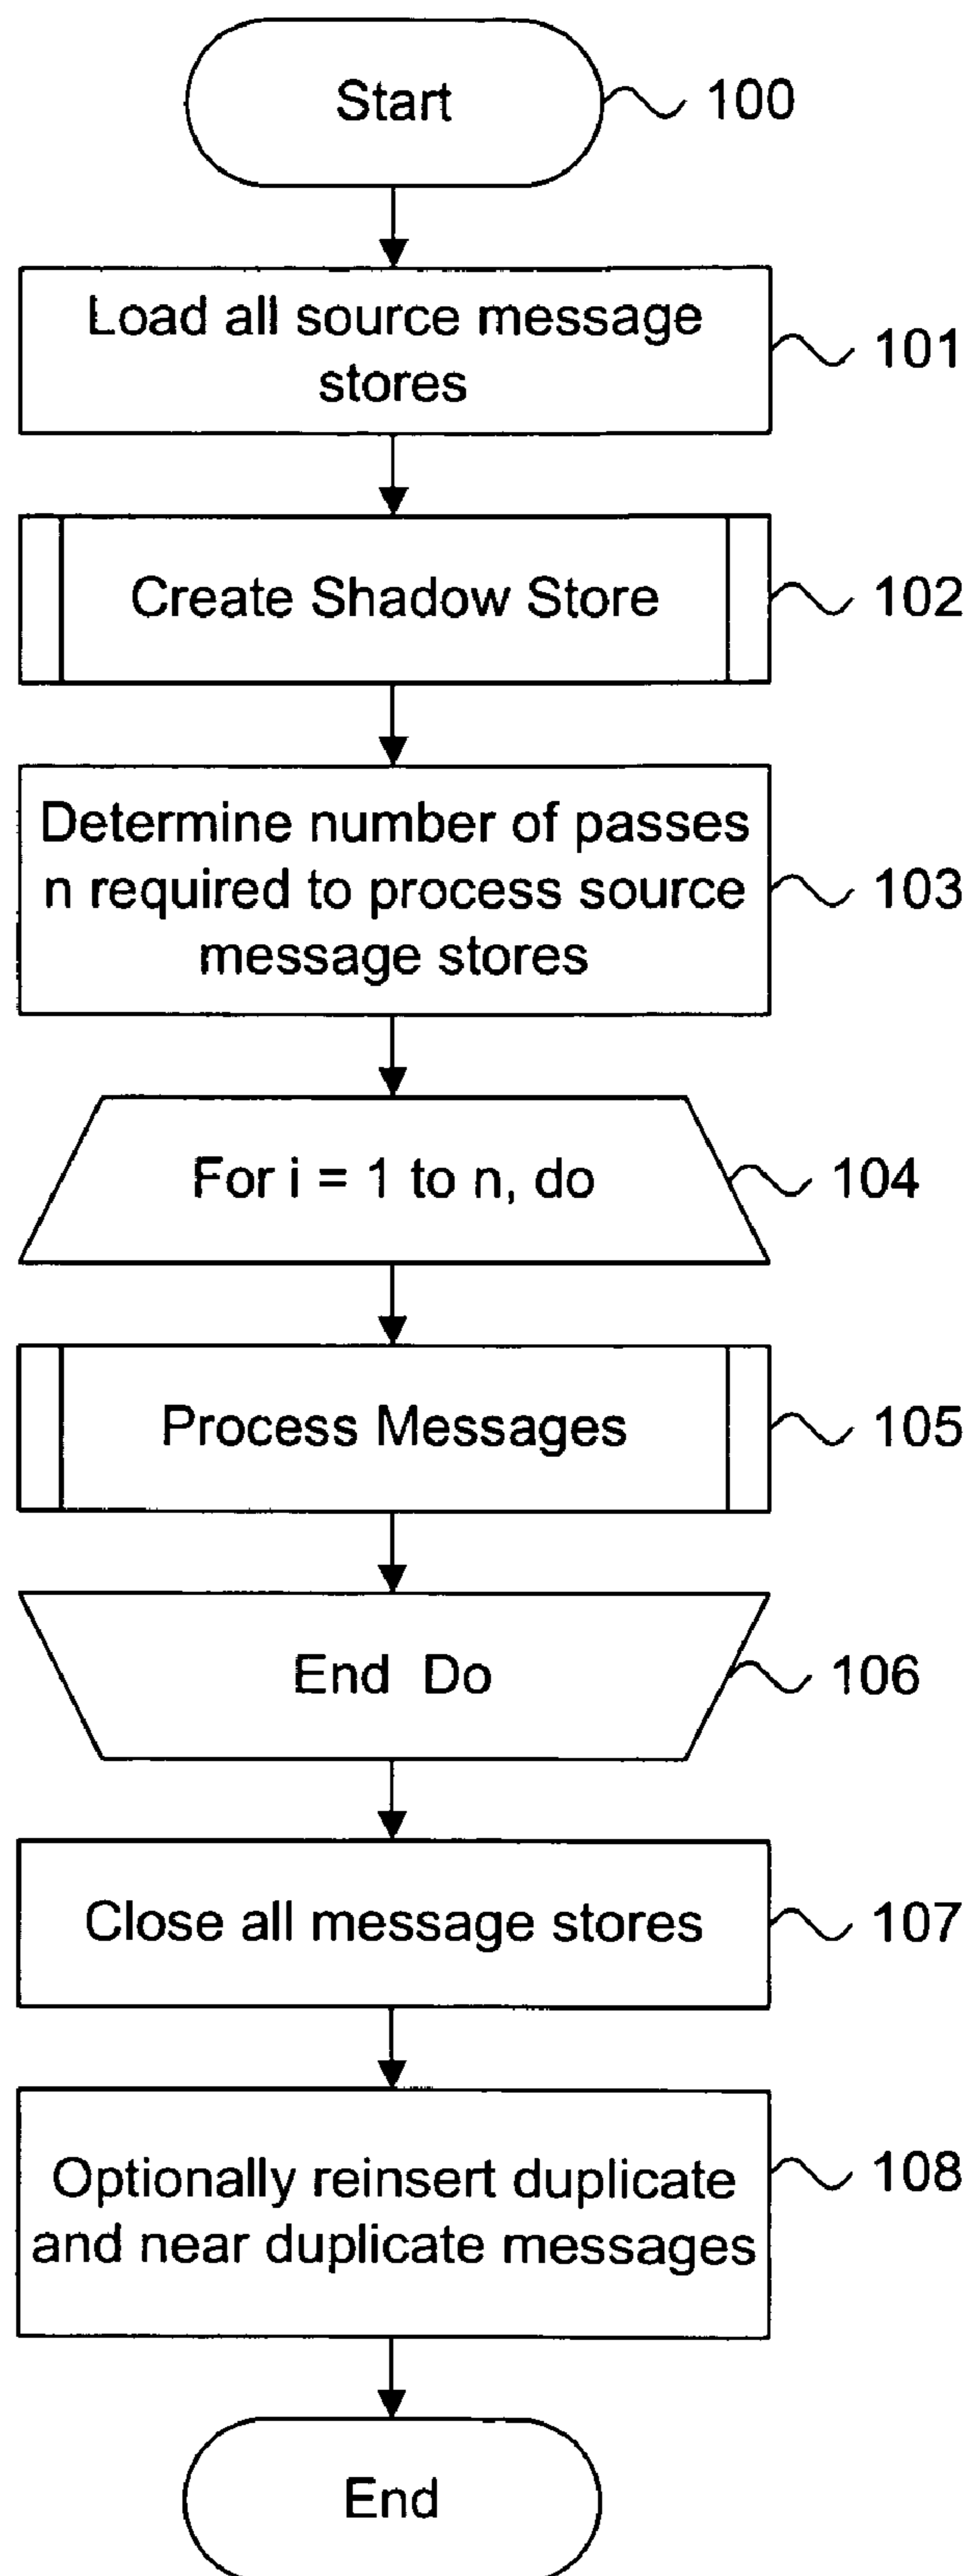 Start
100
Load all source message
stores
101
Create Shadow Store
102
Determine number of passes
n required to process source
message stores
103
For i = 1 to n, do
104
Process Messages
105
End Do
106
Close all message stores
107
Optionally reinsert duplicate
and near duplicate messages
108
End